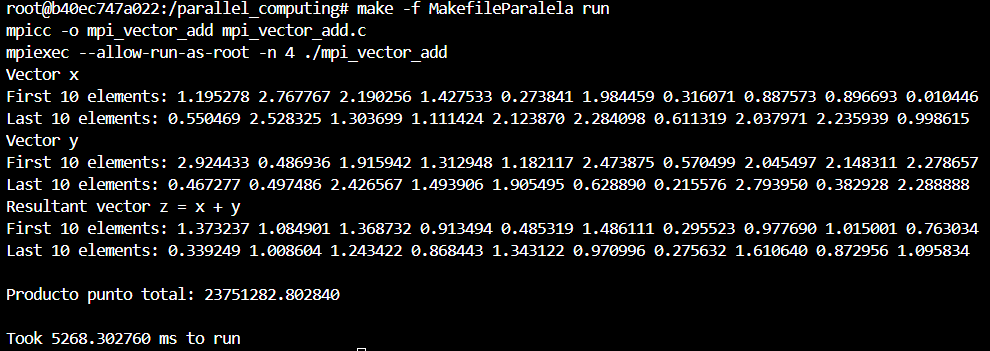 root@b40ec747a022:/parallel_computing# make -f MakefileParalela run
mpicc -o mpi_vector_add mpi_vector_add.c
mpiexec --allow-run-as-root -n 4 ./mpi_vector_add
Vector x
First 10 elements: 1.195278 2.767767 2.190256 1.427533 0.273841 1.984459 0.316071 0.887573 0.896693 0.010446
Last 10 elements: 0.550469 2.528325 1.303699 1.111424 2.123870 2.284098 0.611319 2.037971 2.235939 0.998615
Vector y
First 10 elements: 2.924433 0.486936 1.915942 1.312948 1.182117 2.473875 0.570499 2.045497 2.148311 2.278657
Last 10 elements: 0.467277 0.497486 2.426567 1.493906 1.905495 0.628890 0.215576 2.793950 0.382928 2.288888
Resultant vector z = x + y
First 10 elements: 1.373237 1.084901 1.368732 0.913494 0.485319 1.486111 0.295523 0.977690 1.015001 0.763034
Last 10 elements: 0.339249 1.008604 1.243422 0.868443 1.343122 0.970996 0.275632 1.610640 0.872956 1.095834
Producto punto total: 23751282.802840
Took 5268.302760 ms to run